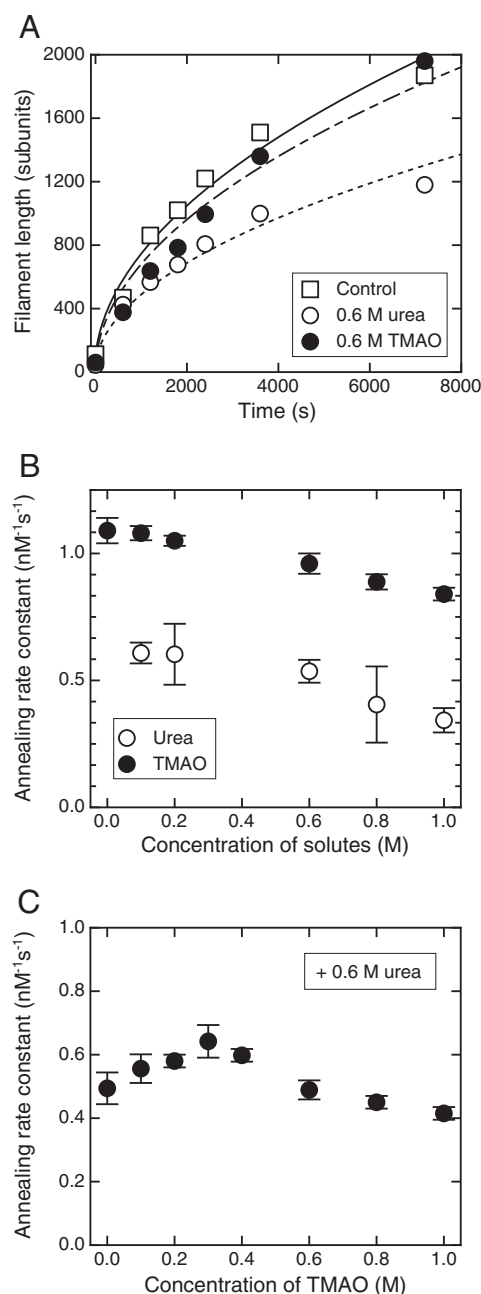 A
Filament length (subunits)
2000
1600
1200
800
400
0
0 2000 4000 6000 8000
Time (s)
Control
0.6 M urea
0.6 M TMAO
B
Annealing rate constant (nM⁻¹s⁻¹)
1.0
0.5
0.0
0.0 0.2 0.4 0.6 0.8 1.0
Concentration of solutes (M)
Urea
TMAO
C
Annealing rate constant (nM⁻¹s⁻¹)
1.0
0.8
0.6
0.4
0.2
0.0
0.0 0.2 0.4 0.6 0.8 1.0
Concentration of TMAO (M)
+ 0.6 M urea